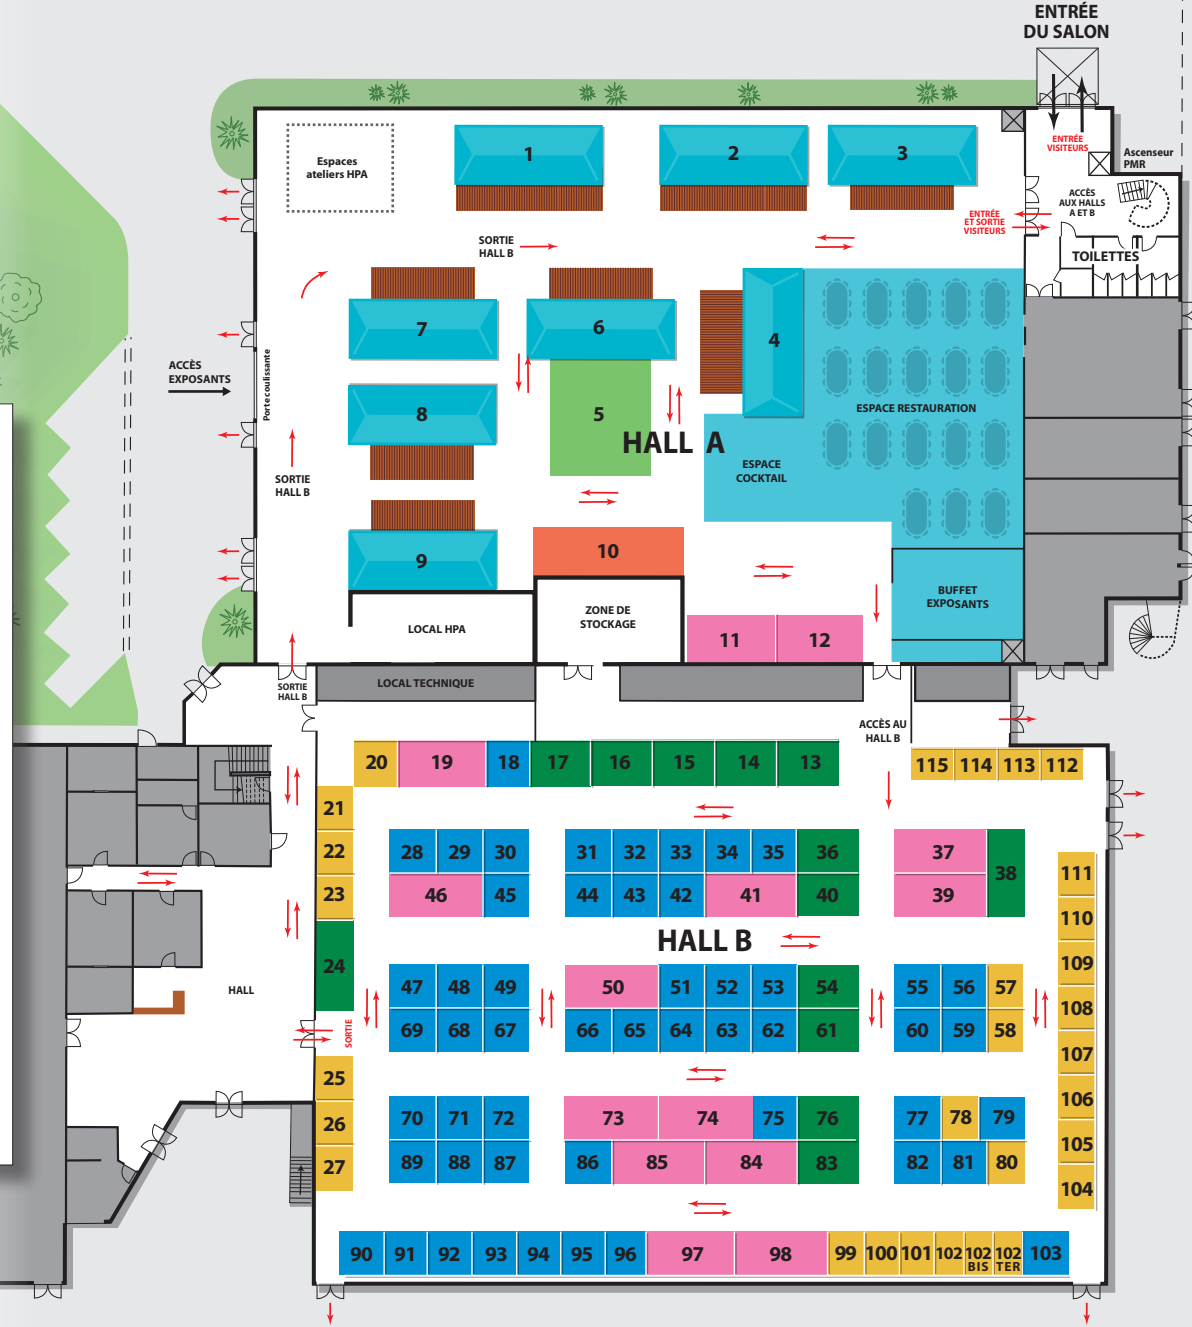 ENTRÉE
DU SALON
ENTRÉE
VISITEURS
Ascenseur
PMR
ACCÈS
AUX HALLS
A ET B
ENTRÉE
ET SORTIE
VISITEURS
TOILETTES
Espaces
ateliers HPA
1
2
3
SORTIE
HALL B
7
6
4
ACCÈS
EXPOSANTS
Porte coulissante
8
5
ESPACE RESTAURATION
HALL A
ESPACE
COCKTAIL
SORTIE
HALL B
9
10
BUFFET
EXPOSANTS
LOCAL HPA
ZONE DE
STOCKAGE
11
12
SORTIE
HALL B
LOCAL TECHNIQUE
ACCÈS AU
HALL B
20
19
18
17
16
15
14
13
115
114
113
112
21
22
23
24
28
29
30
31
32
33
34
35
36
37
38
46
45
44
43
42
41
40
39
111
110
109
108
107
106
105
104
HALL B
HALL
SORTIE
47
48
49
50
51
52
53
54
55
56
57
69
68
67
66
65
64
63
62
61
60
59
58
25
26
27
70
71
72
73
74
75
76
77
78
79
89
88
87
86
85
84
83
82
81
80
90
91
92
93
94
95
96
97
98
99
100
101
102
102
BIS
102
TER
103